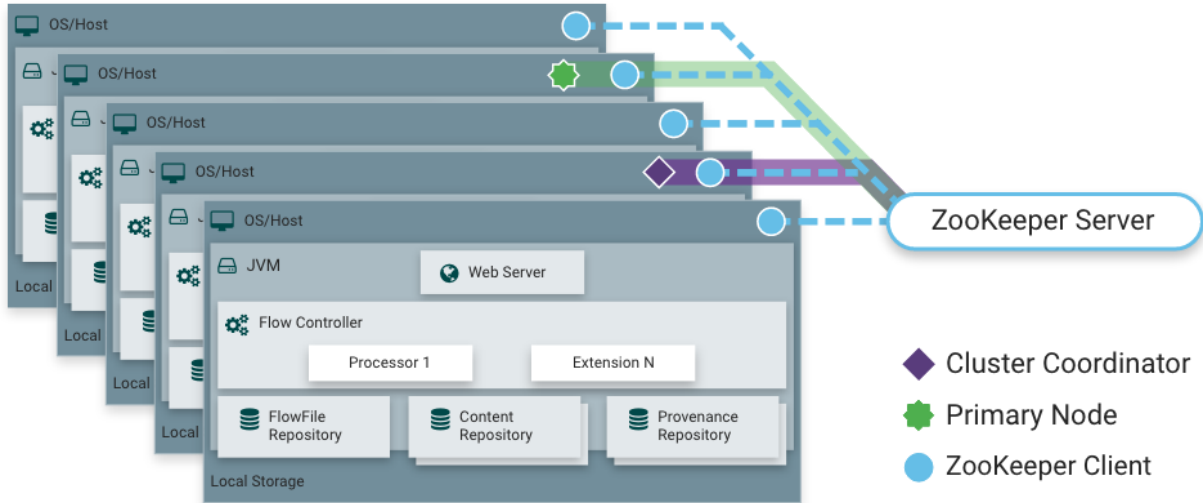 OS/Host
OS/Host
OS/Host
OS/Host
OS/Host
JVM
Web Server
Flow Controller
Processor 1
Extension N
FlowFile
Repository
Content
Repository
Provenance
Repository
Local Storage
Local
Local
Local
Local
ZooKeeper Server
Cluster Coordinator
Primary Node
ZooKeeper Client